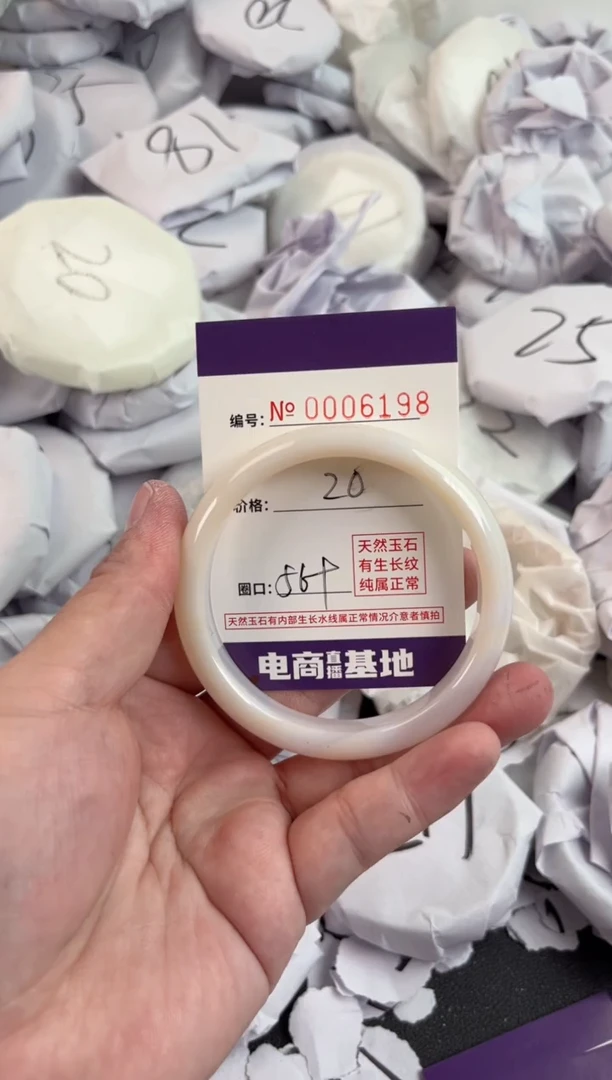 81
20
25
编号: № 0006198
价格: 20
天然玉石
有生长纹
纯属正常
圈口: 56+
天然玉石有内部生长水线属正常情况介意者慎拍
电商直播基地